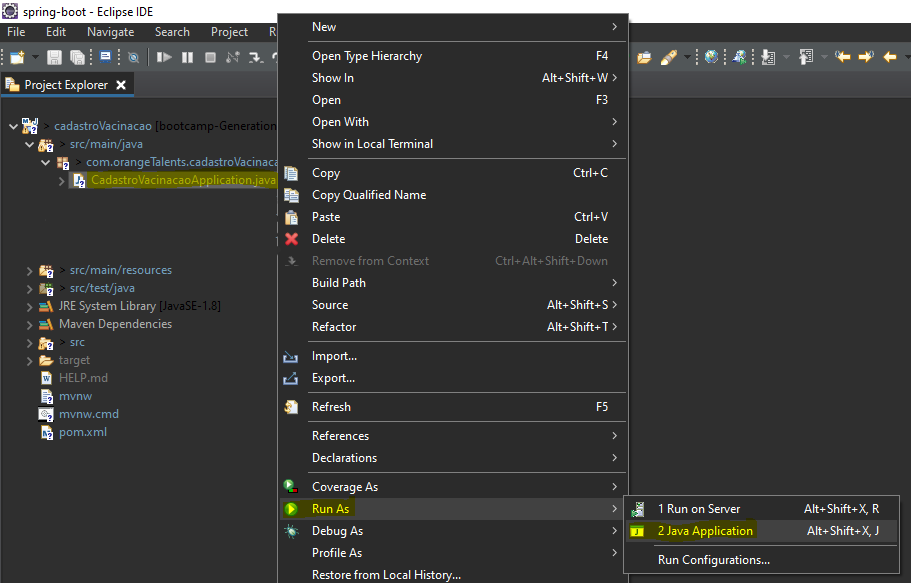 spring-boot - Eclipse IDE
File Edit Navigate Search Project R
Project Explorer
cadastroVacinacao [bootcamp-Generation
src/main/java
com.orangeTalents.cadastroVacinac
CadastroVacinacaoApplication.java
src/main/resources
src/test/java
JRE System Library [JavaSE-1.8]
Maven Dependencies
src
target
HELP.md
mvnw
mvnw.cmd
pom.xml
New
Open Type Hierarchy F4
Show In Alt+Shift+W
Open F3
Open With
Show in Local Terminal
Copy Ctrl+C
Copy Qualified Name
Paste Ctrl+V
Delete Delete
Remove from Context Ctrl+Alt+Shift+Down
Build Path
Source Alt+Shift+S
Refactor Alt+Shift+T
Import...
Export...
Refresh F5
References
Declarations
Coverage As
Run As
Debug As
Profile As
Restore from Local History...
1 Run on Server Alt+Shift+X, R
2 Java Application Alt+Shift+X, J
Run Configurations...